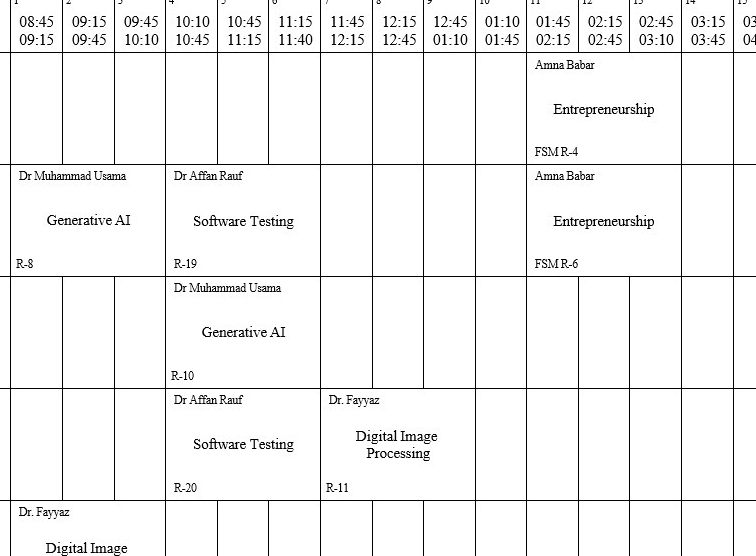 1 2 3 4 5 6 7 8 9 10 11 12 13 14 15
08:45 09:15 09:45 10:10 10:45 11:15 11:45 12:15 12:45 01:10 01:45 02:15 02:45 03:15
09:15 09:45 10:10 10:45 11:15 11:40 12:15 12:45 01:10 01:45 02:15 02:45 03:10 03:45
Amna Babar
Entrepreneurship
FSM R-4
Dr Muhammad Usama
Generative AI
R-8
Dr Affan Rauf
Software Testing
R-19
Amna Babar
Entrepreneurship
FSM R-6
Dr Muhammad Usama
Generative AI
R-10
Dr Affan Rauf
Software Testing
R-20
Dr. Fayyaz
Digital Image
Processing
R-11
Dr. Fayyaz
Digital Image